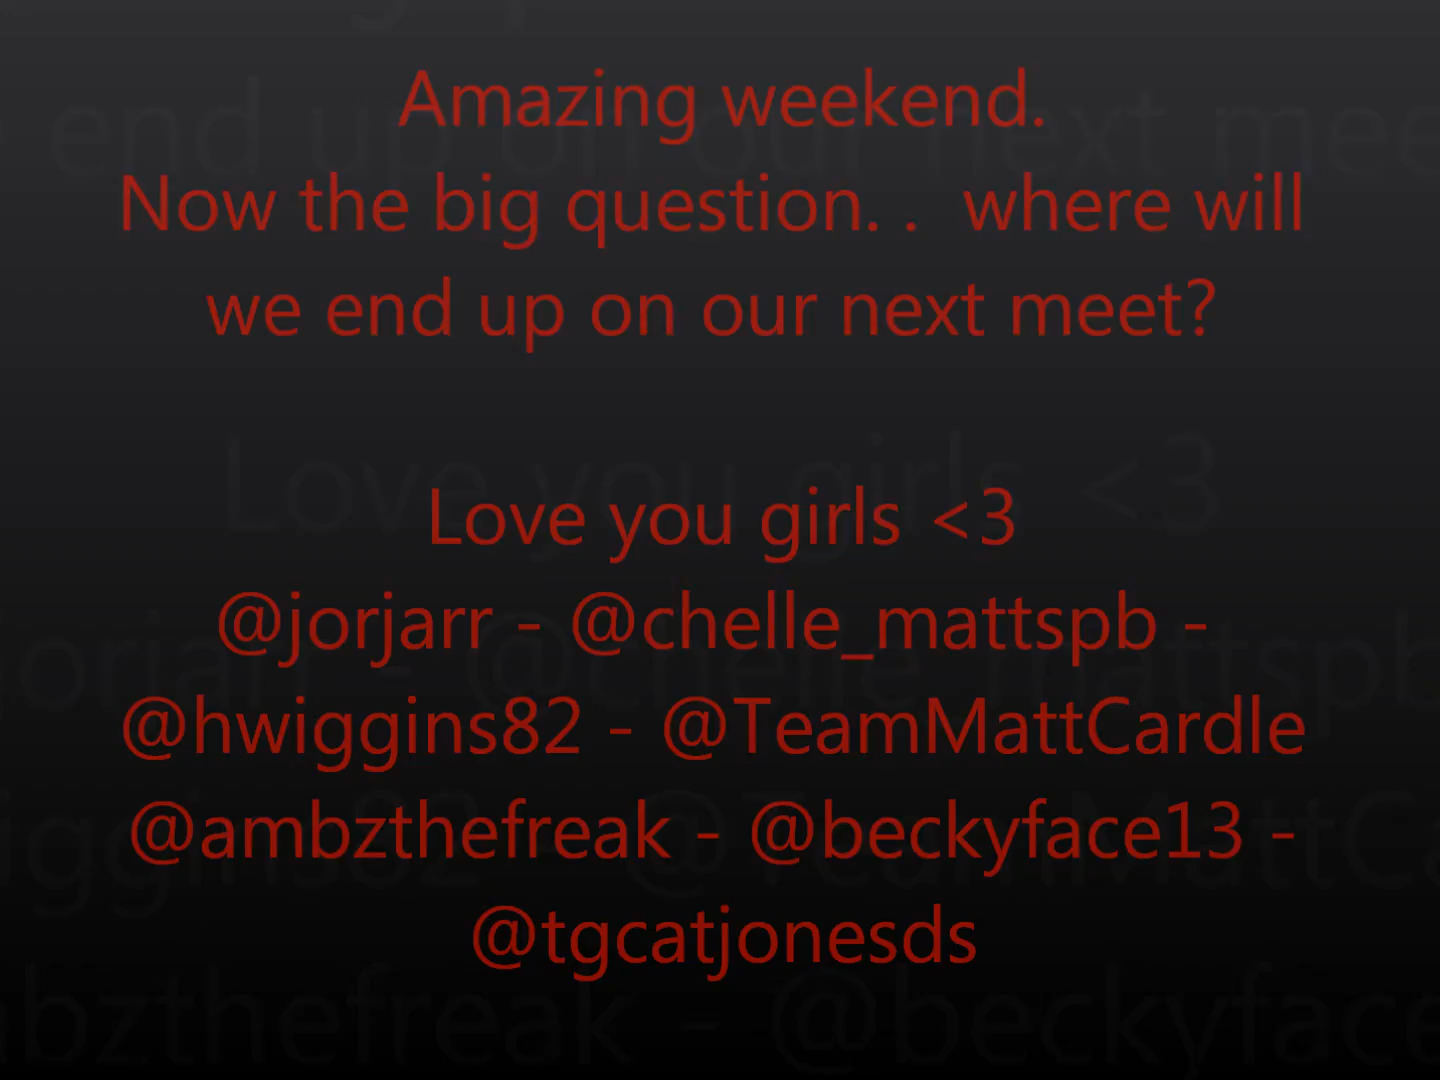 Amazing weekend.
Now the big question. .  where will
we end up on our next meet?
Love you girls <3
@jorjarr - @chelle_mattspb -
@hwiggins82 - @TeamMattCardle
@ambzthefreak - @beckyface13 -
@tgcatjonesds